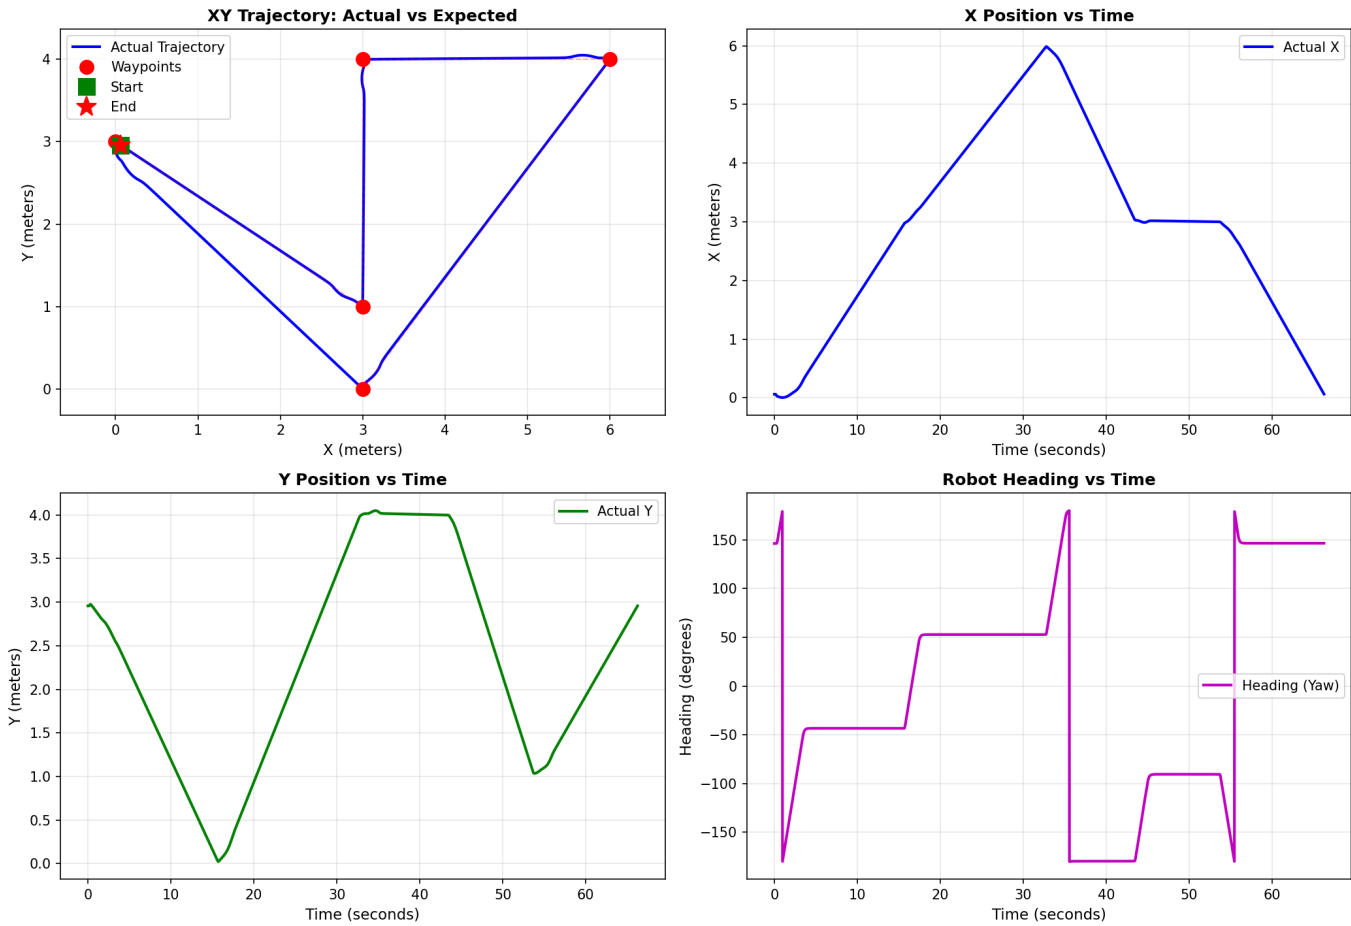 XY Trajectory: Actual vs Expected
Actual Trajectory
Waypoints
Start
End
Y (meters)
4
3
2
1
0
0 1 2 3 4 5 6
X (meters)
X Position vs Time
Actual X
X (meters)
6
5
4
3
2
1
0
0 10 20 30 40 50 60
Time (seconds)
Y Position vs Time
Actual Y
Y (meters)
4.0
3.5
3.0
2.5
2.0
1.5
1.0
0.5
0.0
0 10 20 30 40 50 60
Time (seconds)
Robot Heading vs Time
Heading (Yaw)
Heading (degrees)
150
100
50
0
−50
−100
−150
0 10 20 30 40 50 60
Time (seconds)